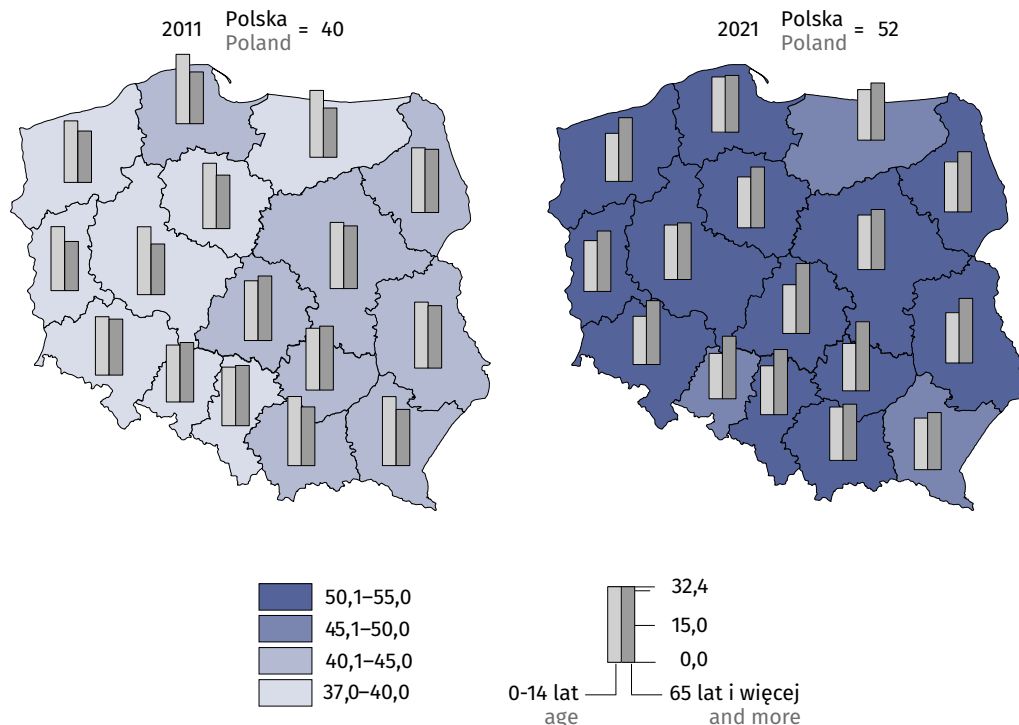 2011 Polska = 40
Poland
2021 Polska = 52
Poland
50,1–55,0
45,1–50,0
40,1–45,0
37,0–40,0
32,4
15,0
0,0
0-14 lat
age
65 lat i więcej
and more